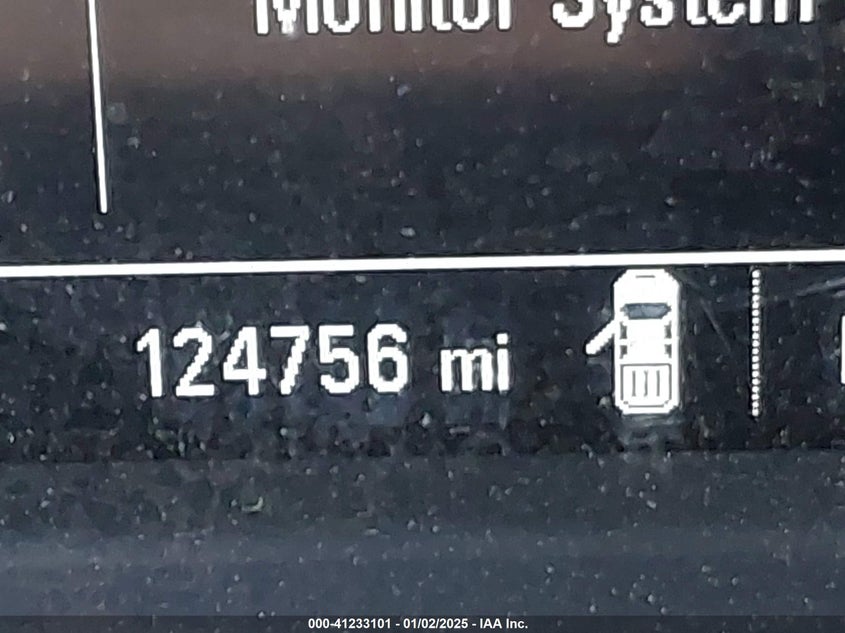 Monitor System
124756 mi
000-41233101 - 01/02/2025 - IAA Inc.